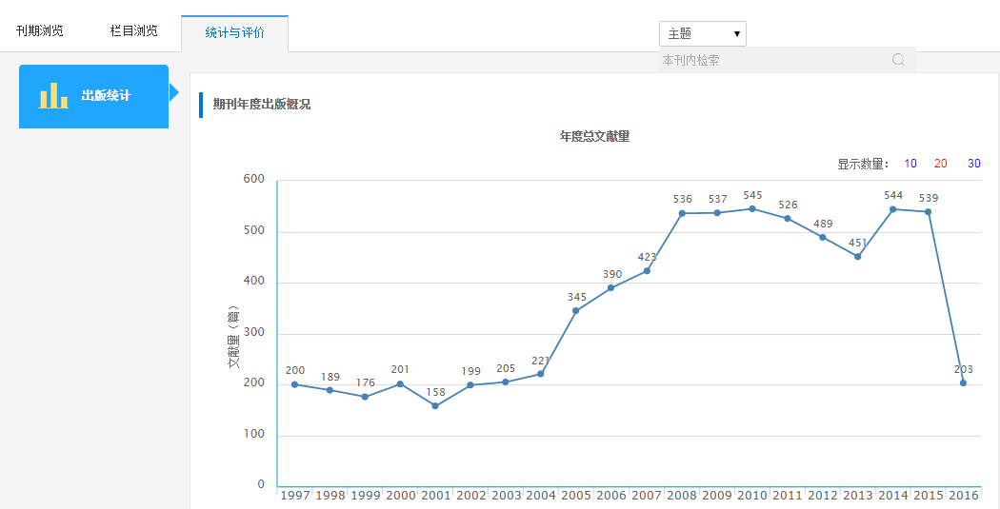 刊期浏览 栏目浏览 统计与评价 主题
本刊内检索
出版统计
期刊年度出版概况
年度总文献量
显示数量： 10 20 30
文献量（篇）
600
500
400
300
200
100
0
200 189 176 201 158 199 205 221 345 390 423 536 537 545 526 489 451 544 539 203
1997 1998 1999 2000 2001 2002 2003 2004 2005 2006 2007 2008 2009 2010 2011 2012 2013 2014 2015 2016